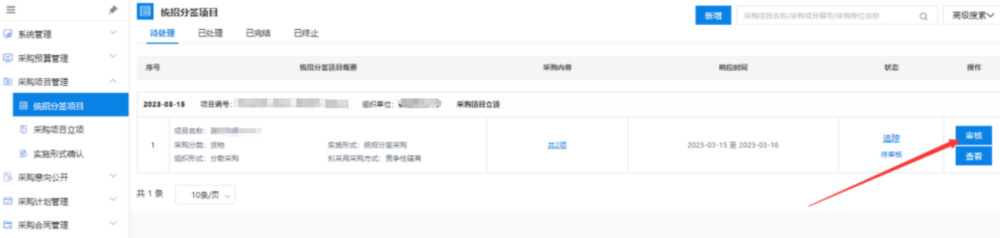 统招分签项目
新增
采购项目名称/采购项目编号/采购单位名称
高级搜索
系统管理
待处理 已处理 已完结 已终止
采购预算管理
序号 统招分签项目概要 采购内容 响应时间 状态 操作
采购项目管理
统招分签项目
2023-03-15 项目编号： 组织单位： 采购项目立项
采购项目立项
项目名称：
1 采购分类：货物 实施形式：统招分签采购 共2项 2023-03-15 至 2023-03-16 追踪 审核
实施形式确认
组织形式：分散采购 拟采用采购方式：竞争性磋商 待审核 查看
采购意向公开
共 1 条 10条/页
采购计划管理
采购合同管理